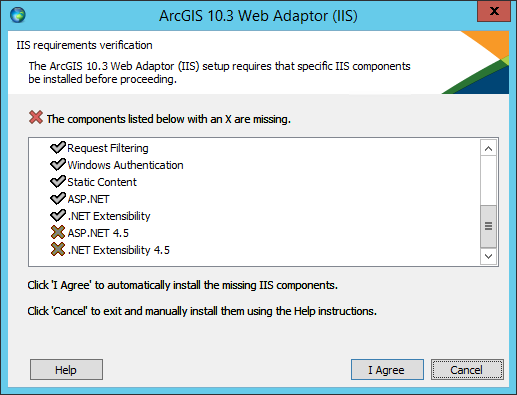 ArcGIS 10.3 Web Adaptor (IIS)
IIS requirements verification
The ArcGIS 10.3 Web Adaptor (IIS) setup requires that specific IIS components
be installed before proceeding.
The components listed below with an X are missing.
Request Filtering
Windows Authentication
Static Content
ASP.NET
.NET Extensibility
ASP.NET 4.5
.NET Extensibility 4.5
Click 'I Agree' to automatically install the missing IIS components.
Click 'Cancel' to exit and manually install them using the Help instructions.
Help
I Agree
Cancel